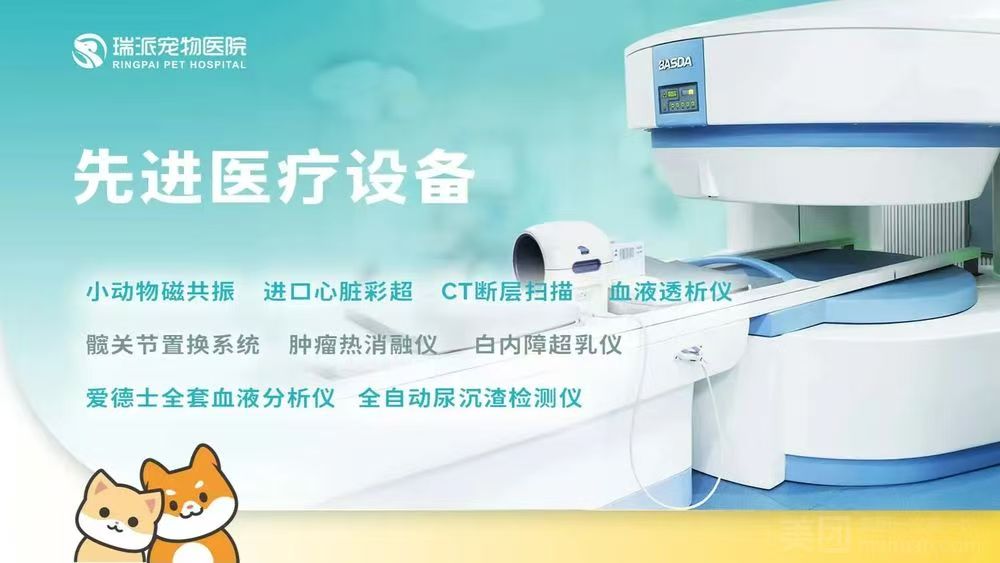 瑞派宠物医院
RINGPAI PET HOSPITAL
BASDA
先进医疗设备
小动物磁共振 进口心脏彩超 CT断层扫描 血液透析仪
髋关节置换系统 肿瘤热消融仪 白内障超乳仪
爱德士全套血液分析仪 全自动尿沉渣检测仪
美团